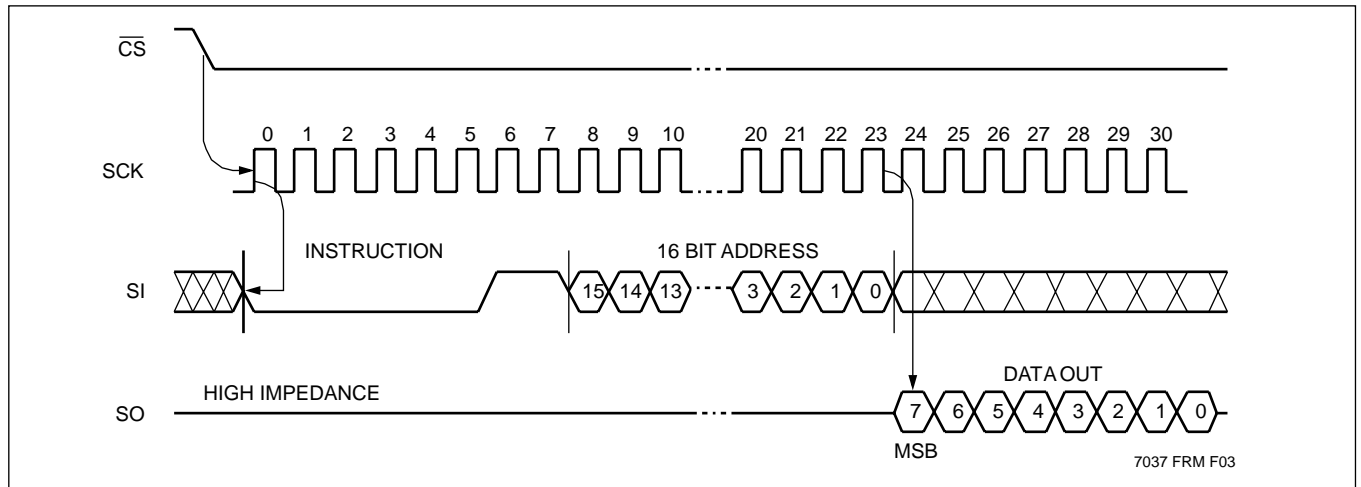 CS
0 1 2 3 4 5 6 7 8 9 10 20 21 22 23 24 25 26 27 28 29 30
SCK
INSTRUCTION 16 BIT ADDRESS
SI 15 14 13 3 2 1 0
HIGH IMPEDANCE DATA OUT
SO 7 6 5 4 3 2 1 0
MSB
7037 FRM F03